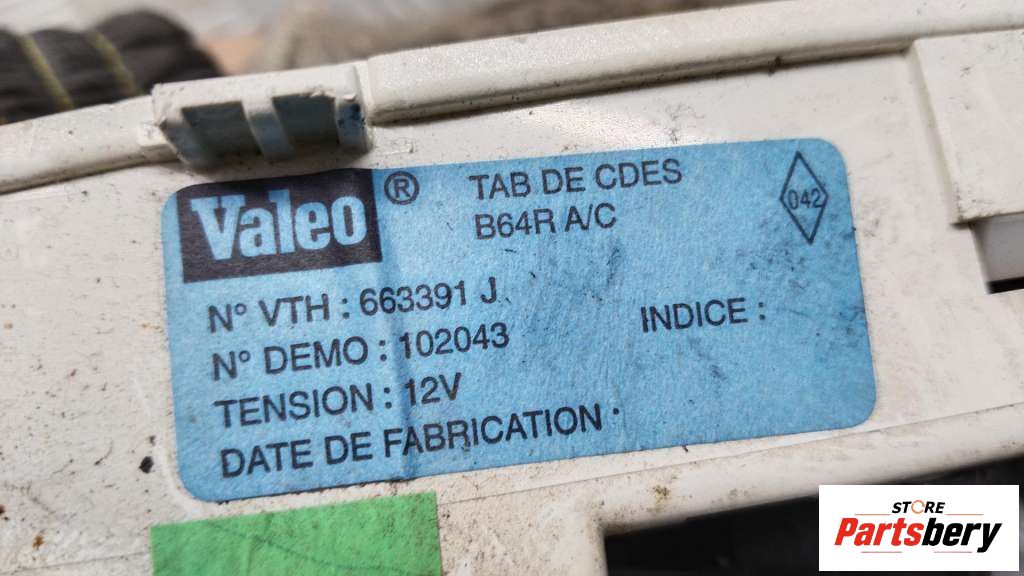 Valeo ®
TAB DE CDES
B64R A/C
042
N° VTH : 663391 J
N° DEMO : 102043
INDICE :
TENSION : 12V
DATE DE FABRICATION :
STORE
Partsbery